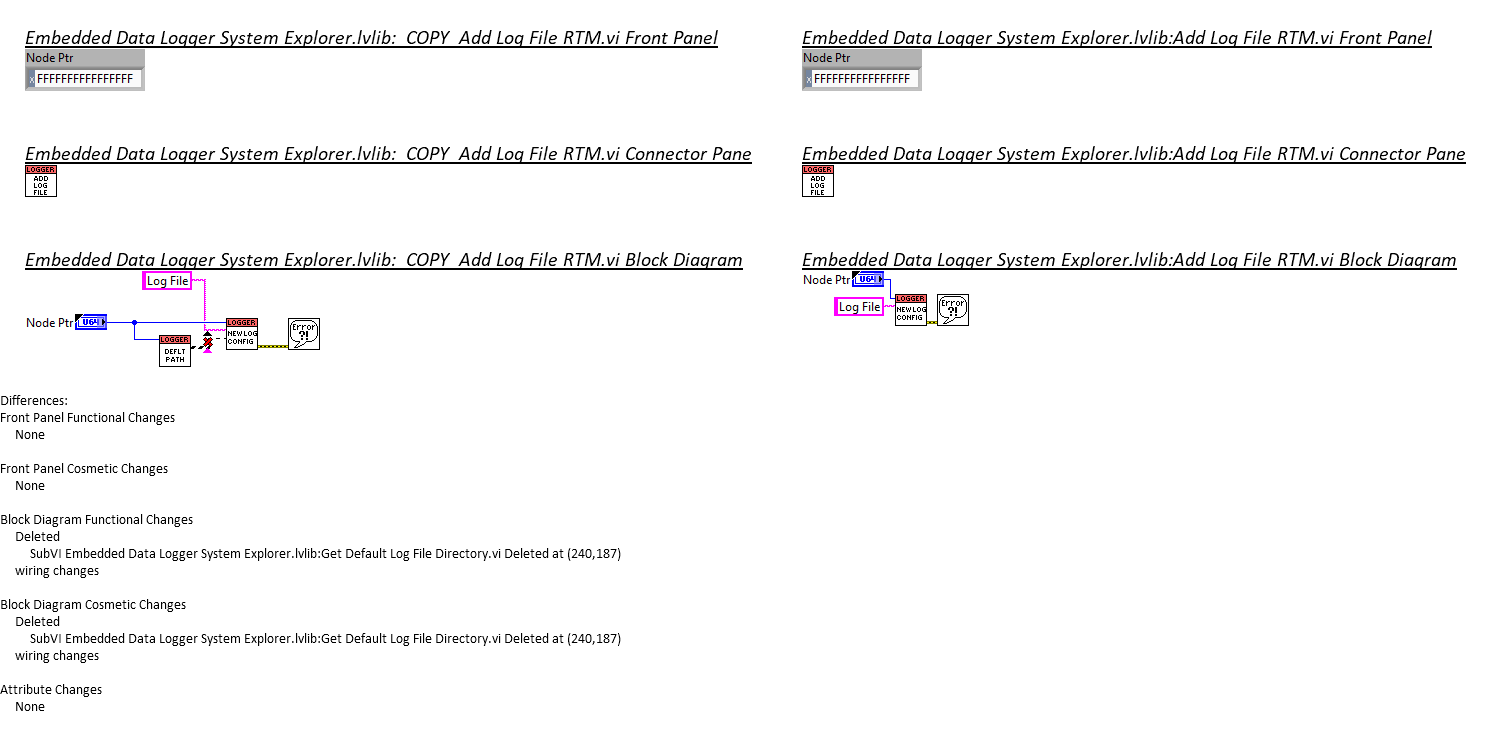 Embedded Data Logger System Explorer.lvlib:  COPY  Add Log File RTM.vi Front Panel
Node Ptr
x FFFFFFFFFFFFFFFF
Embedded Data Logger System Explorer.lvlib:Add Log File RTM.vi Front Panel
Node Ptr
x FFFFFFFFFFFFFFFF
Embedded Data Logger System Explorer.lvlib:  COPY  Add Log File RTM.vi Connector Pane
LOGGER
ADD
LOG
FILE
Embedded Data Logger System Explorer.lvlib:Add Log File RTM.vi Connector Pane
LOGGER
ADD
LOG
FILE
Embedded Data Logger System Explorer.lvlib:  COPY  Add Log File RTM.vi Block Diagram
Log File
Node Ptr U64
LOGGER
NEW LOG
CONFIG
Error
?!
LOGGER
DEFLT
PATH
Embedded Data Logger System Explorer.lvlib:Add Log File RTM.vi Block Diagram
Node Ptr U64
Log File
LOGGER
NEW LOG
CONFIG
Error
?!
Differences:
Front Panel Functional Changes
None
Front Panel Cosmetic Changes
None
Block Diagram Functional Changes
Deleted
SubVI Embedded Data Logger System Explorer.lvlib:Get Default Log File Directory.vi Deleted at (240,187)
wiring changes
Block Diagram Cosmetic Changes
Deleted
SubVI Embedded Data Logger System Explorer.lvlib:Get Default Log File Directory.vi Deleted at (240,187)
wiring changes
Attribute Changes
None